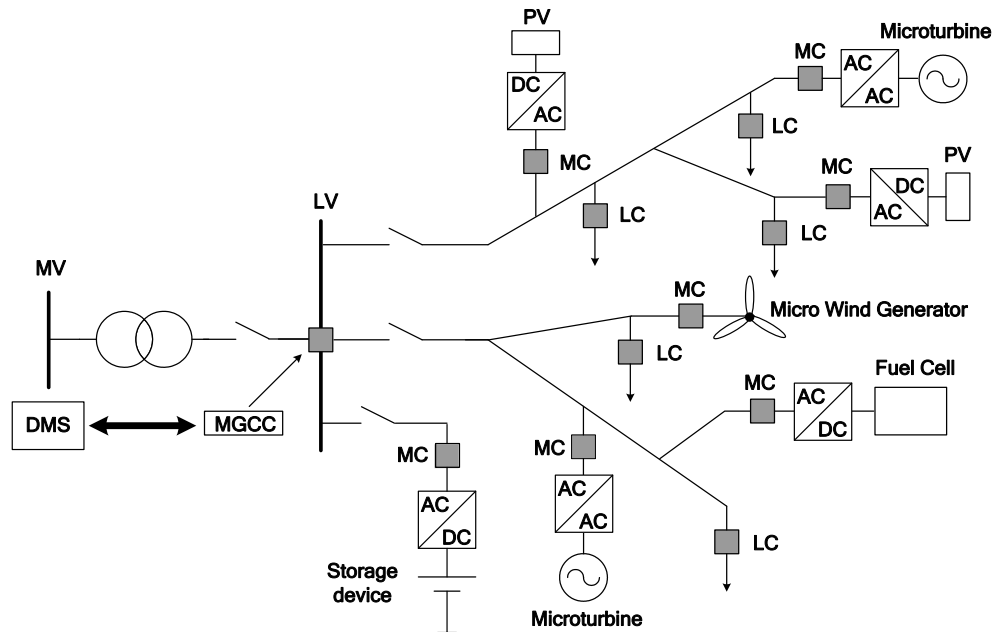 PV
Microturbine
MC
AC
AC
DC
AC
LC
MC
PV
MC
DC
AC
LV
LC
LC
MV
MC
Micro Wind Generator
LC
Fuel Cell
MC
AC
DC
DMS
MGCC
MC
MC
AC
DC
AC
AC
LC
Storage
device
Microturbine